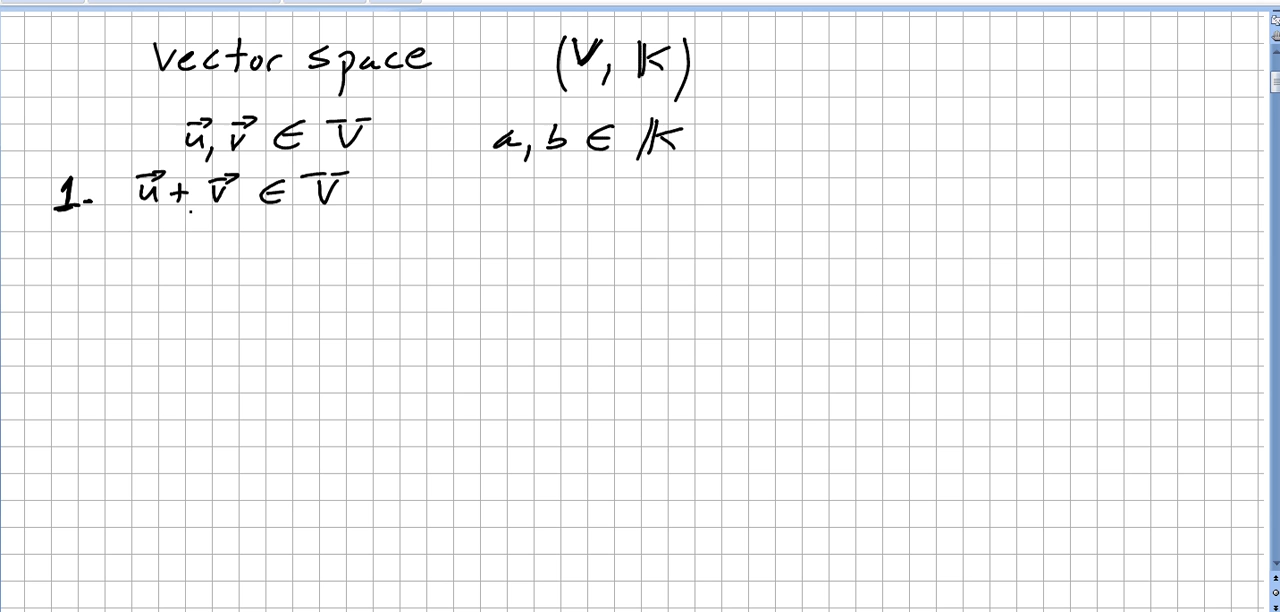 vector space (V, 𝕂)
u⃗, v⃗ ∈ V a, b ∈ 𝕂
1. u⃗ + v⃗ ∈ V